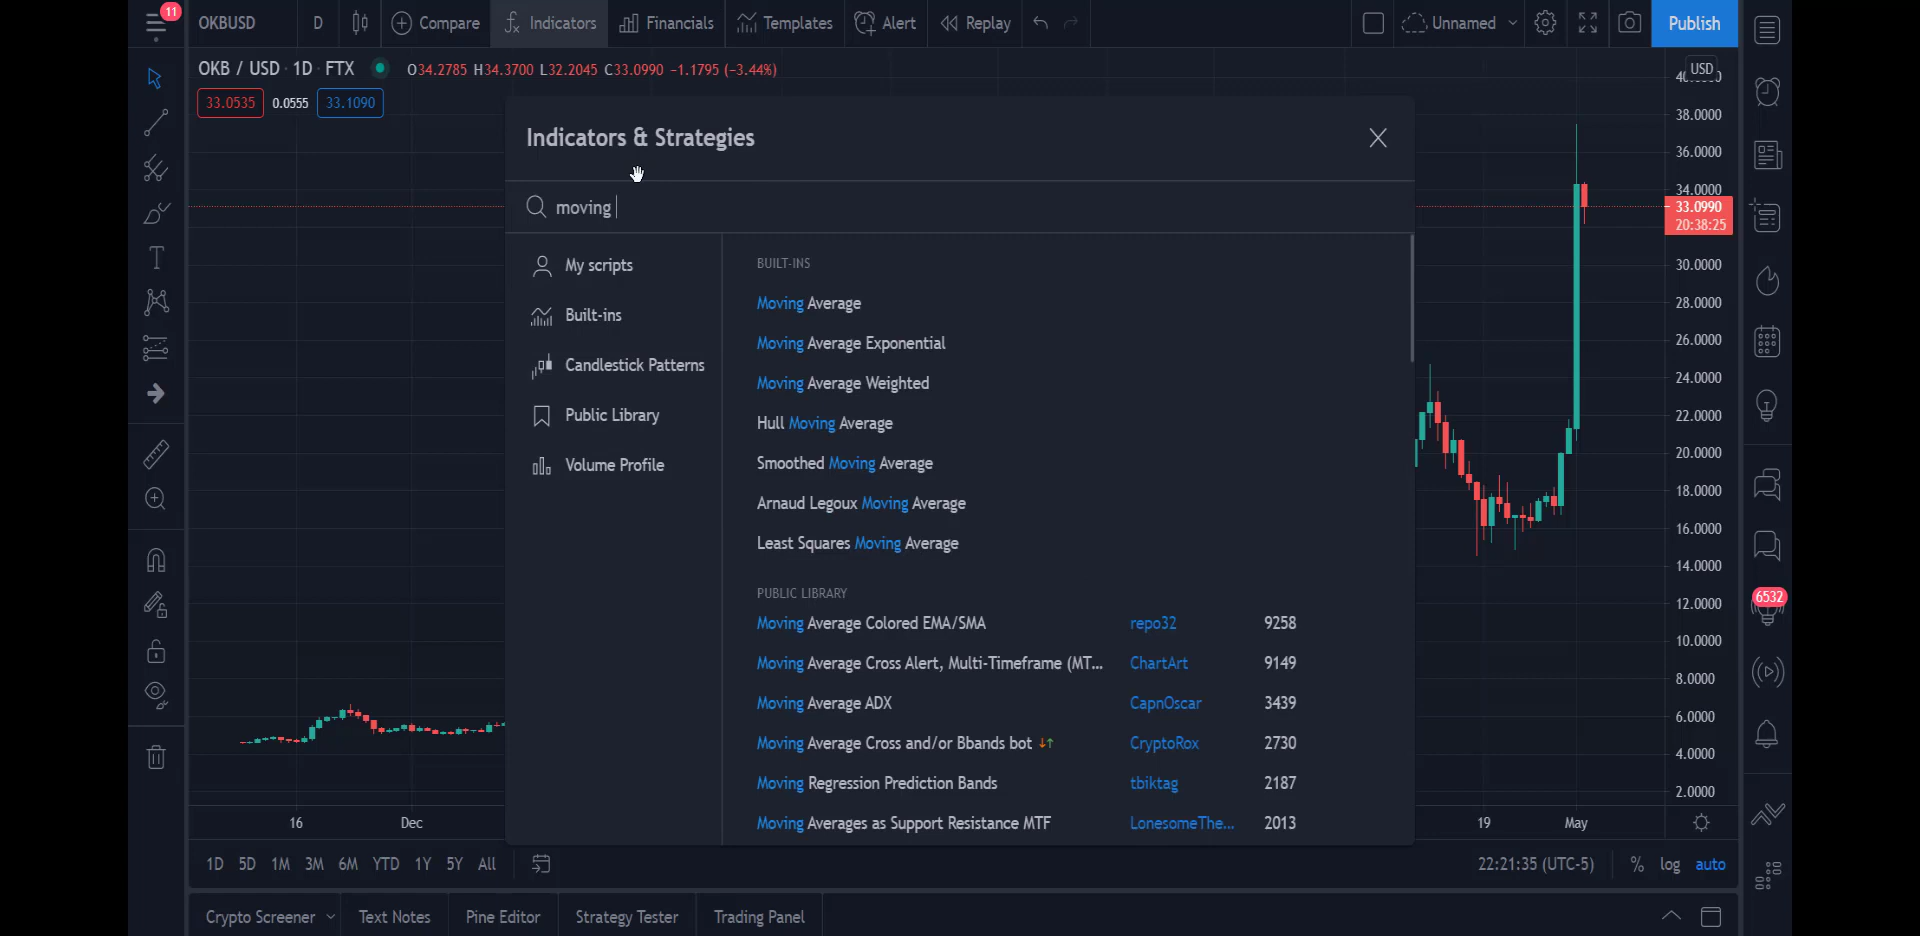 11
OKBUSD D Compare Indicators Financials Templates Alert Replay Unnamed Publish
OKB / USD · 1D · FTX O34.2785 H34.3700 L32.2045 C33.0990 −1.1795 (−3.44%)
33.0535 0.0555 33.1090
USD
Indicators & Strategies
moving
My scripts
Built-ins
Candlestick Patterns
Public Library
Volume Profile
BUILT-INS
Moving Average
Moving Average Exponential
Moving Average Weighted
Hull Moving Average
Smoothed Moving Average
Arnaud Legoux Moving Average
Least Squares Moving Average
PUBLIC LIBRARY
Moving Average Colored EMA/SMA repo32 9258
Moving Average Cross Alert, Multi-Timeframe (MT... ChartArt 9149
Moving Average ADX CapnOscar 3439
Moving Average Cross and/or Bbands bot CryptoRox 2730
Moving Regression Prediction Bands tbiktag 2187
Moving Averages as Support Resistance MTF LonesomeThe... 2013
38.0000
36.0000
34.0000
33.0990
20:38:25
30.0000
28.0000
26.0000
24.0000
22.0000
20.0000
18.0000
16.0000
14.0000
12.0000
10.0000
8.0000
6.0000
4.0000
2.0000
6532
16 Dec 19 May
1D 5D 1M 3M 6M YTD 1Y 5Y All 22:21:35 (UTC-5) % log auto
Crypto Screener Text Notes Pine Editor Strategy Tester Trading Panel